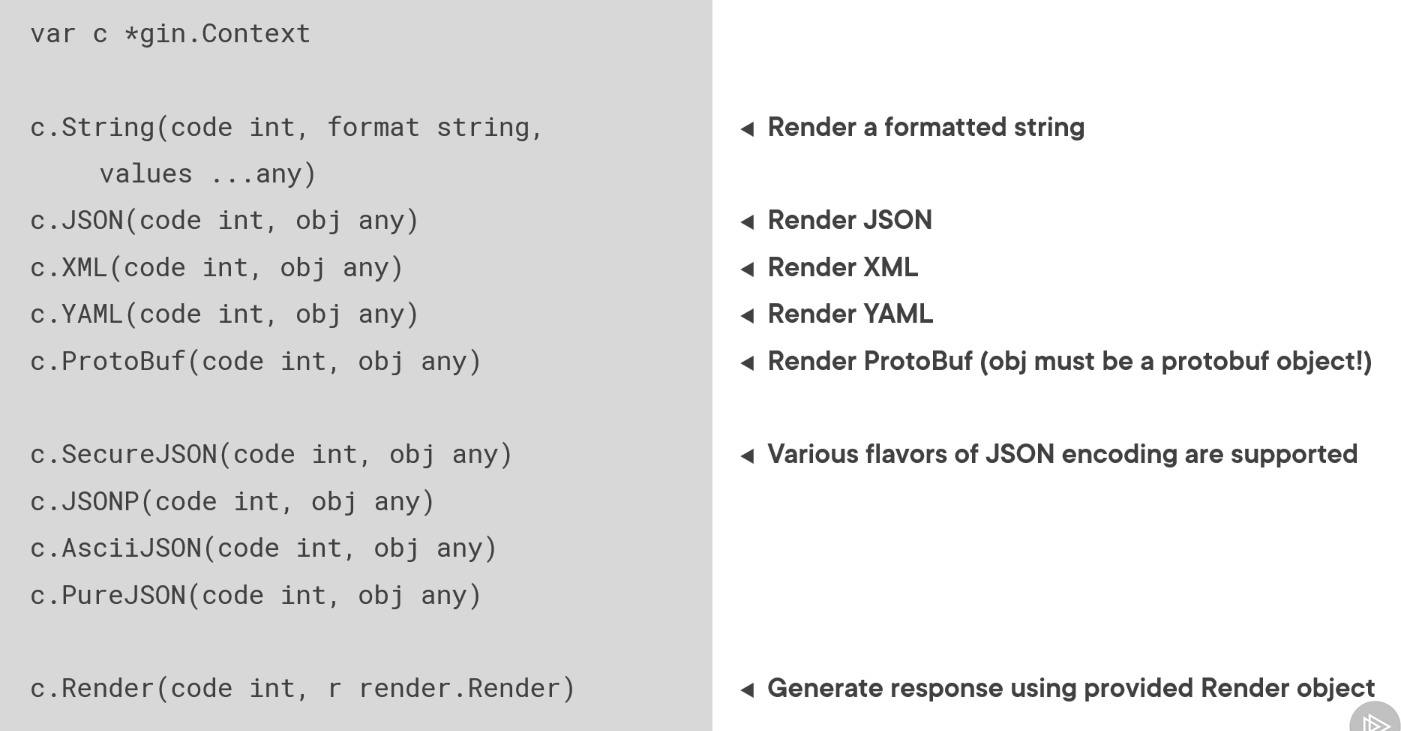 var c *gin.Context
c.String(code int, format string,
values ...any)
◄ Render a formatted string
c.JSON(code int, obj any)
◄ Render JSON
c.XML(code int, obj any)
◄ Render XML
c.YAML(code int, obj any)
◄ Render YAML
c.ProtoBuf(code int, obj any)
◄ Render ProtoBuf (obj must be a protobuf object!)
c.SecureJSON(code int, obj any)
◄ Various flavors of JSON encoding are supported
c.JSONP(code int, obj any)
c.AsciiJSON(code int, obj any)
c.PureJSON(code int, obj any)
c.Render(code int, r render.Render)
◄ Generate response using provided Render object